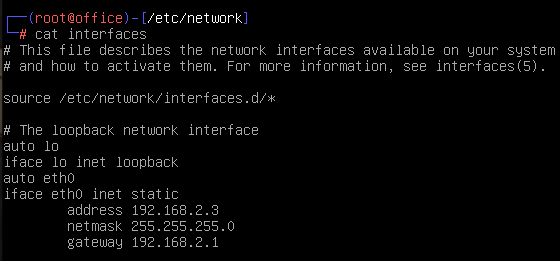 ┌──(root@office)-[/etc/network]
└─# cat interfaces
# This file describes the network interfaces available on your system
# and how to activate them. For more information, see interfaces(5).

source /etc/network/interfaces.d/*

# The loopback network interface
auto lo
iface lo inet loopback
auto eth0
iface eth0 inet static
        address 192.168.2.3
        netmask 255.255.255.0
        gateway 192.168.2.1